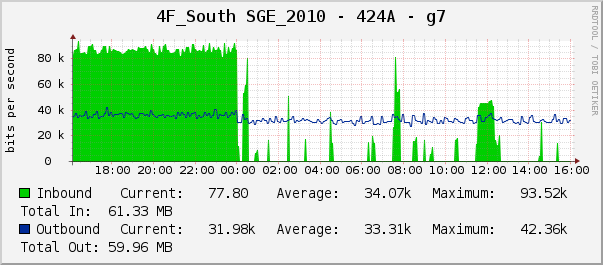 4F_South SGE_2010 - 424A - g7
RRDTOOL / TOBI OETIKER
bits per second
80 k
60 k
40 k
20 k
0
18:00 20:00 22:00 00:00 02:00 04:00 06:00 08:00 10:00 12:00 14:00 16:00
Inbound Current: 77.80 Average: 34.07k Maximum: 93.52k
Total In: 61.33 MB
Outbound Current: 31.98k Average: 33.31k Maximum: 42.36k
Total Out: 59.96 MB